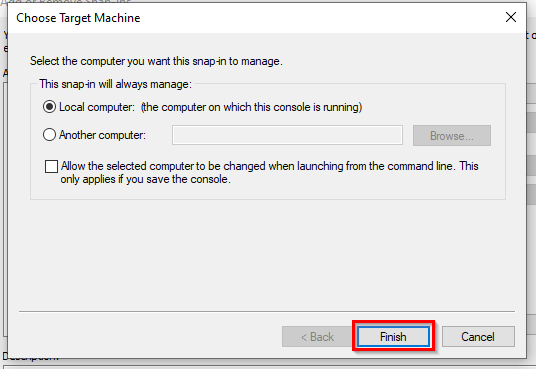 Choose Target Machine
Select the computer you want this snap-in to manage.
This snap-in will always manage:
Local computer: (the computer on which this console is running)
Another computer:
Browse...
Allow the selected computer to be changed when launching from the command line. This
only applies if you save the console.
< Back
Finish
Cancel